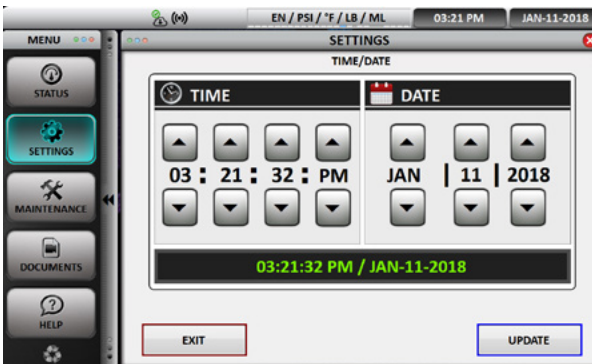 EN / PSI / °F / LB / ML
03:21 PM
JAN-11-2018
MENU
SETTINGS
TIME/DATE
STATUS
SETTINGS
MAINTENANCE
DOCUMENTS
HELP
TIME
DATE
03 : 21 : 32 : PM
JAN | 11 | 2018
03:21:32 PM / JAN-11-2018
EXIT
UPDATE